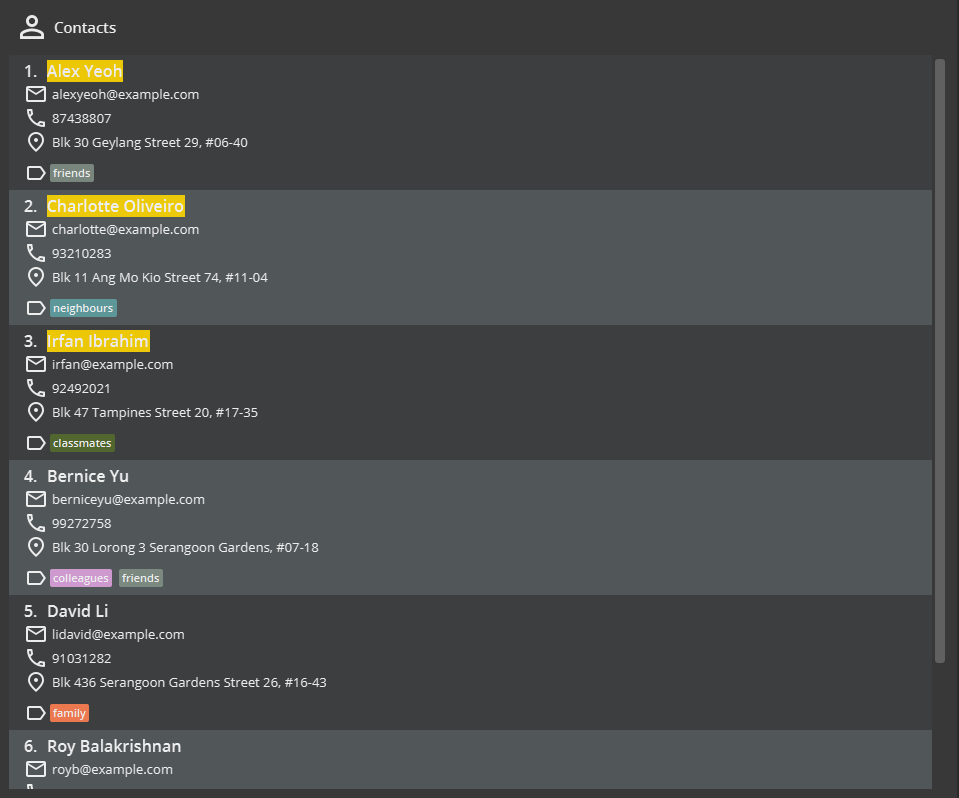 Contacts
1. Alex Yeoh
alexyeoh@example.com
87438807
Blk 30 Geylang Street 29, #06-40
friends
2. Charlotte Oliveiro
charlotte@example.com
93210283
Blk 11 Ang Mo Kio Street 74, #11-04
neighbours
3. Irfan Ibrahim
irfan@example.com
92492021
Blk 47 Tampines Street 20, #17-35
classmates
4. Bernice Yu
berniceyu@example.com
99272758
Blk 30 Lorong 3 Serangoon Gardens, #07-18
colleagues friends
5. David Li
lidavid@example.com
91031282
Blk 436 Serangoon Gardens Street 26, #16-43
family
6. Roy Balakrishnan
royb@example.com